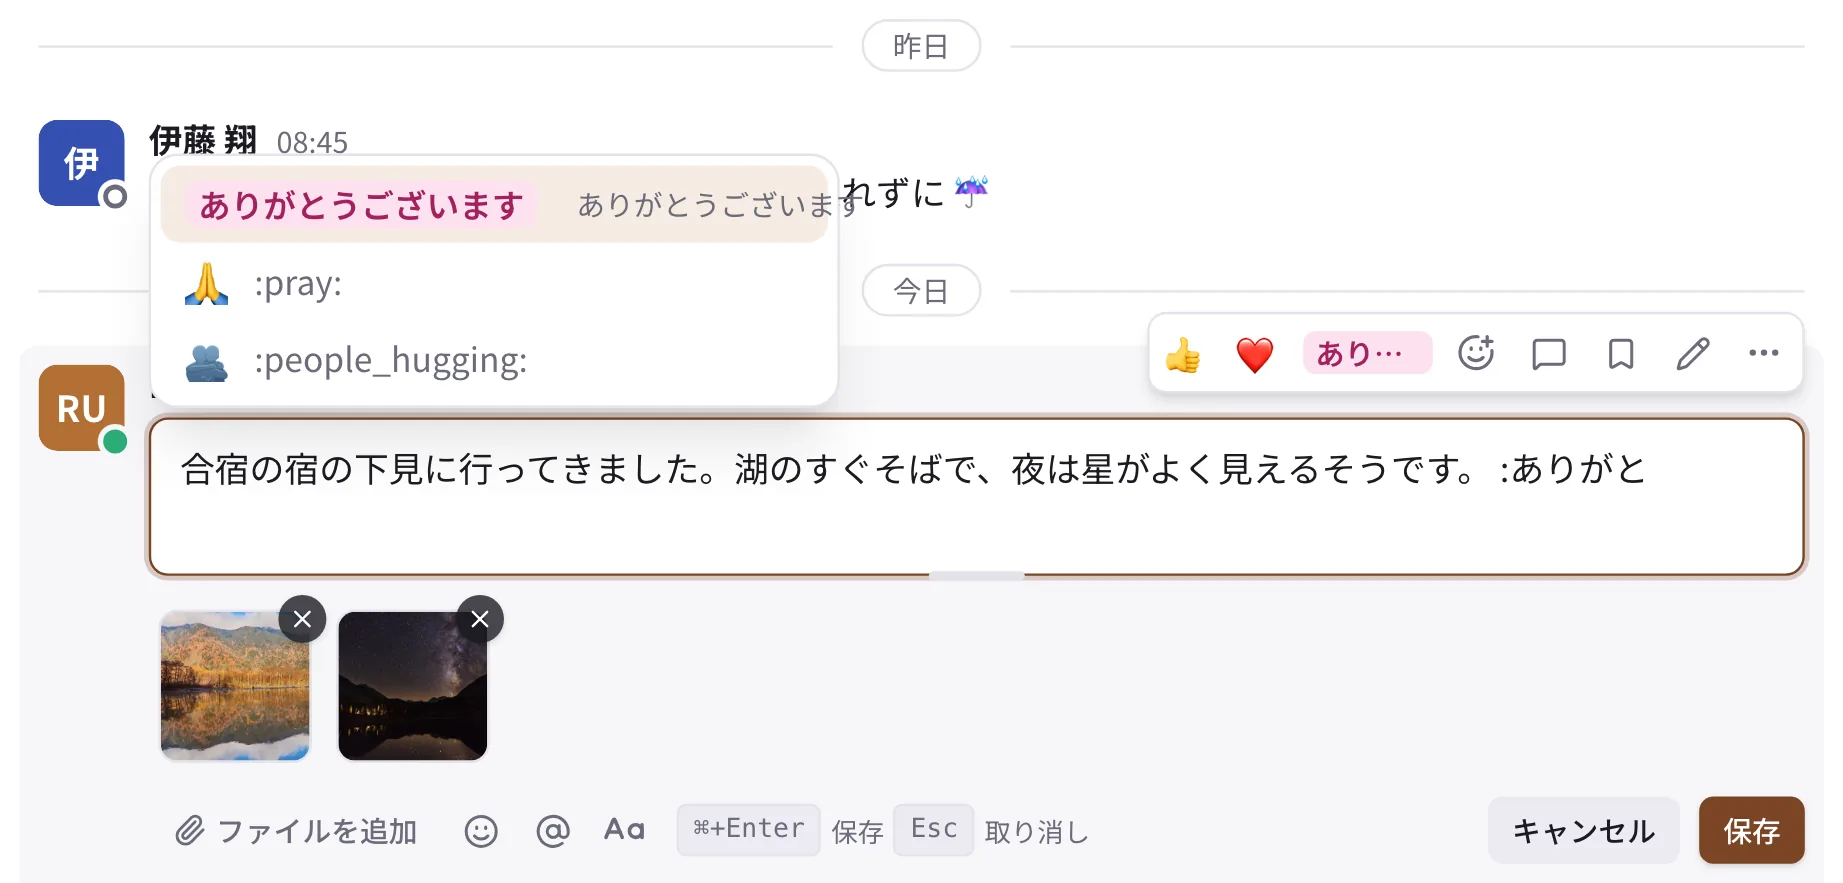 昨日
伊
伊藤 翔 08:45
れずに ☔
ありがとうございます ありがとうございます
🙏 :pray:
🫂 :people_hugging:
今日
👍 ❤️ あり…
RU
合宿の宿の下見に行ってきました。湖のすぐそばで、夜は星がよく見えるそうです。 :ありがと
ファイルを追加 Aa ⌘+Enter 保存 Esc 取り消し キャンセル 保存